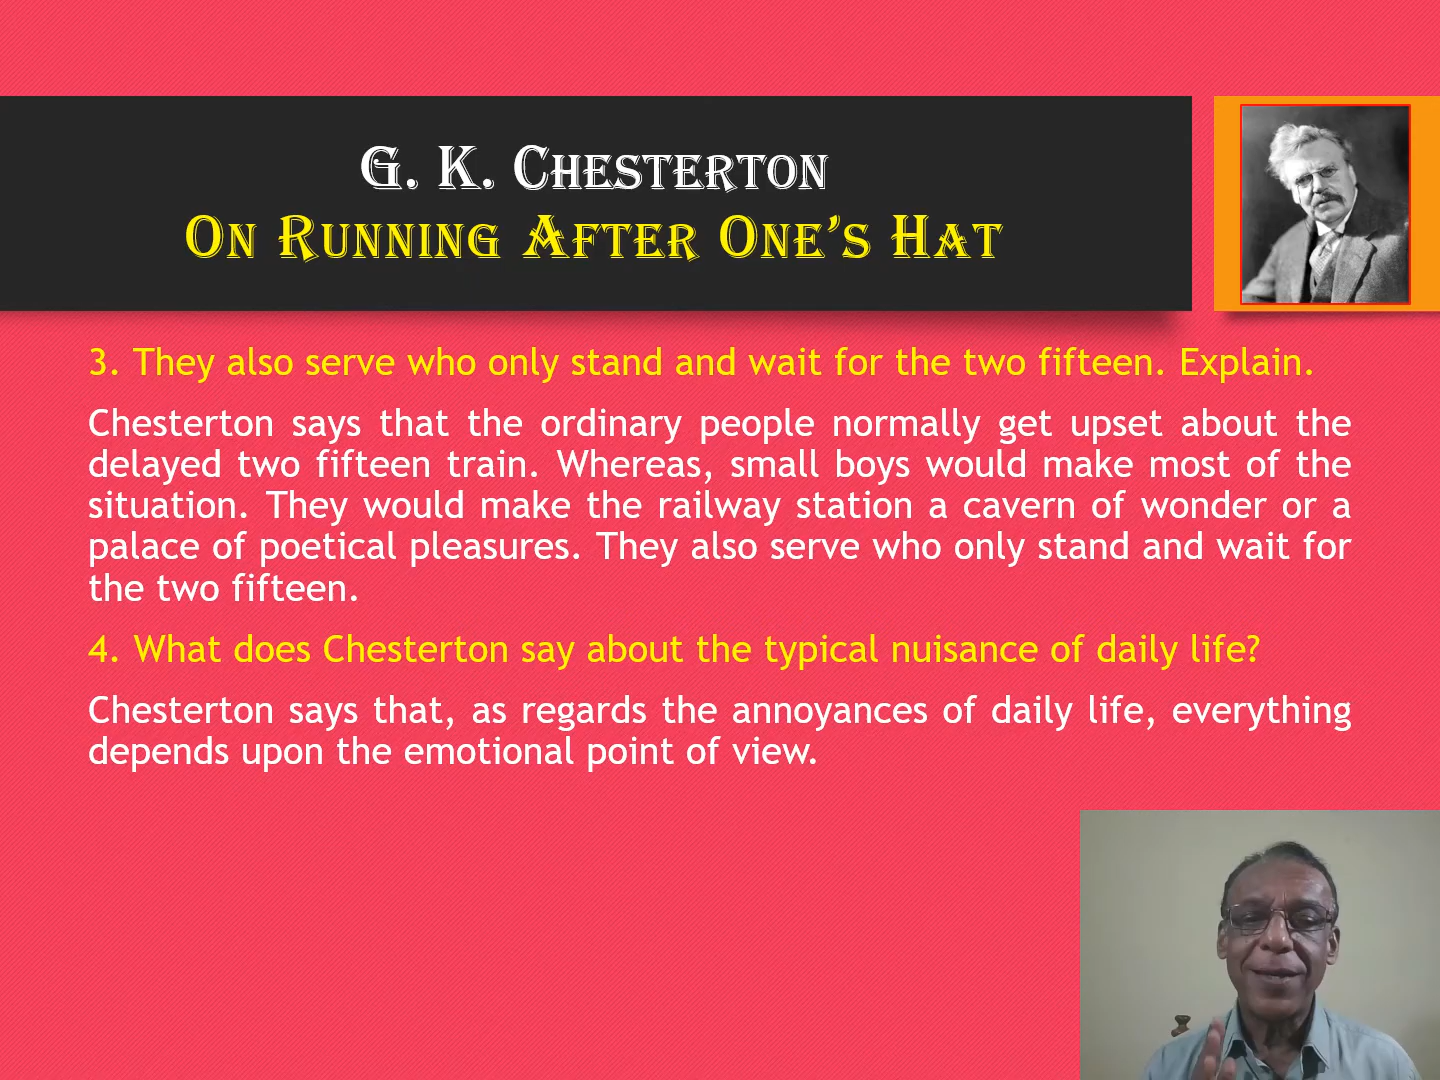 G. K. Chesterton
On Running After One's Hat
3. They also serve who only stand and wait for the two fifteen. Explain.
Chesterton says that the ordinary people normally get upset about the
delayed two fifteen train. Whereas, small boys would make most of the
situation. They would make the railway station a cavern of wonder or a
palace of poetical pleasures. They also serve who only stand and wait for
the two fifteen.
4. What does Chesterton say about the typical nuisance of daily life?
Chesterton says that, as regards the annoyances of daily life, everything
depends upon the emotional point of view.